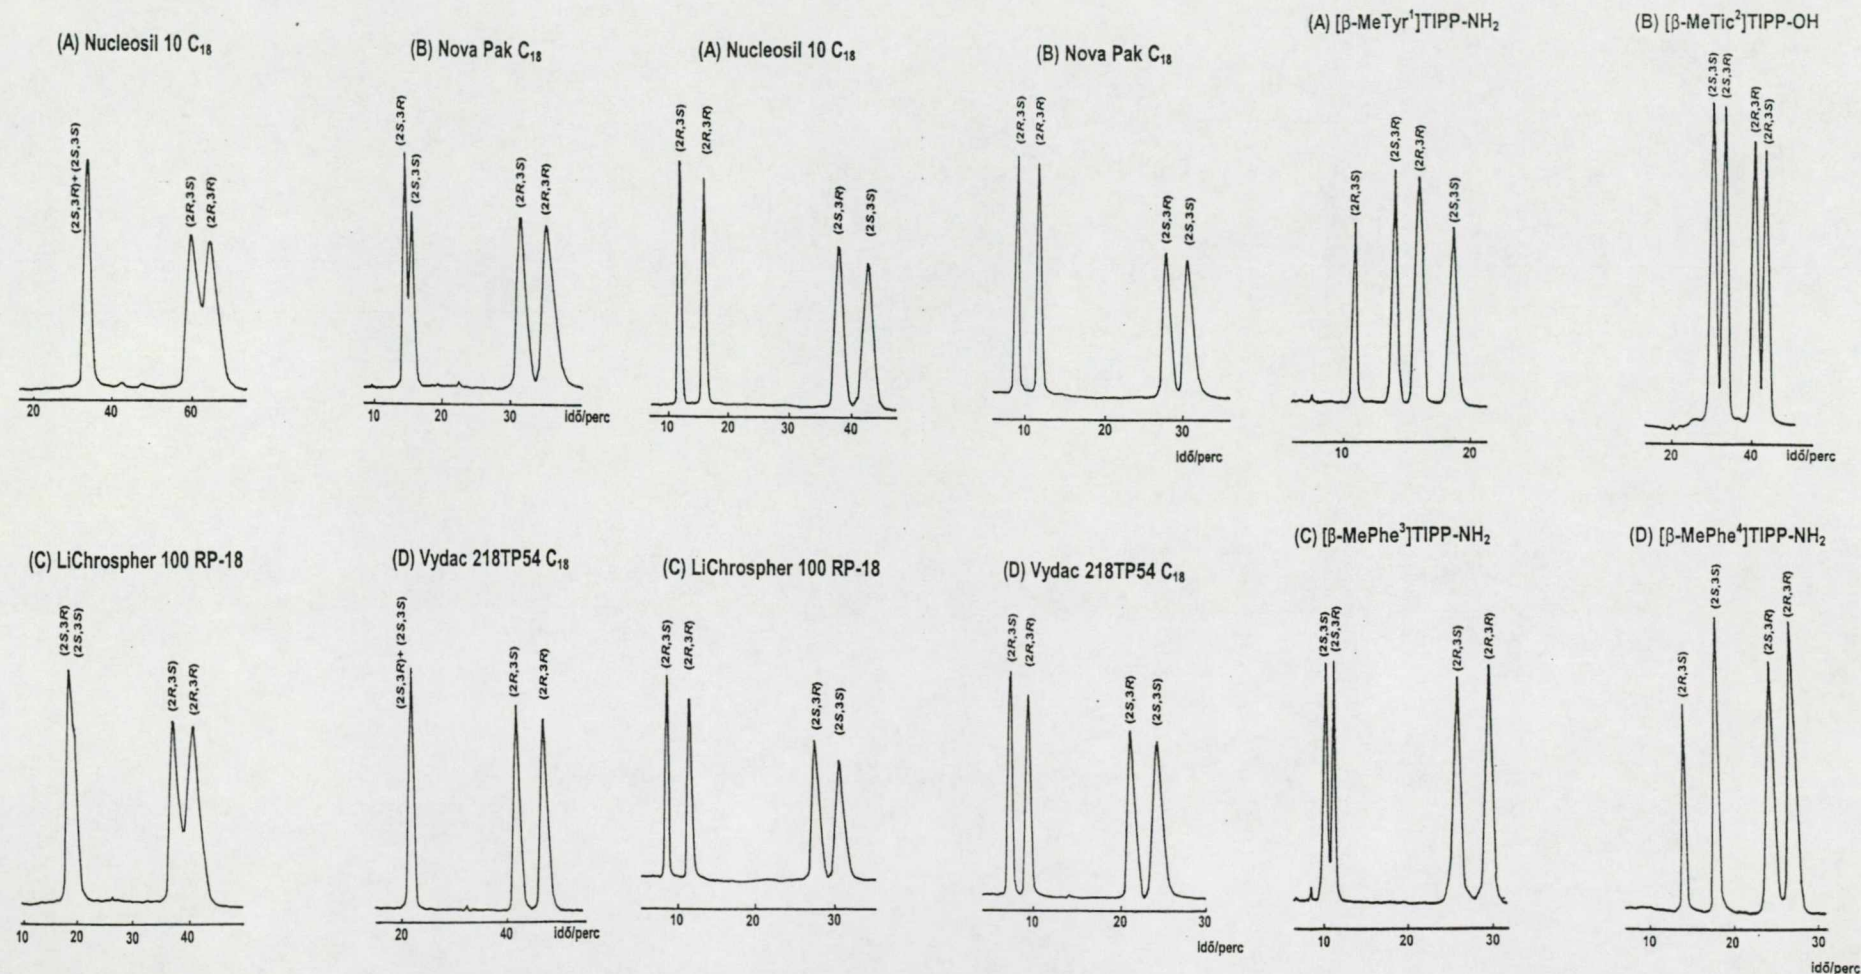 (A) Nucleosil 10 C18
(2S,3R)+ (2S,3S)
(2R,3S)
(2R,3R)
20 40 60
(B) Nova Pak C18
(2S,3R)
(2S,3S)
(2R,3S)
(2R,3R)
10 20 30
idő/perc
(A) Nucleosil 10 C18
(2R,3S)
(2R,3R)
(2S,3R)
(2S,3S)
10 20 30 40
(B) Nova Pak C18
(2R,3S)
(2R,3R)
(2S,3R)
(2S,3S)
10 20 30
idő/perc
(A) [β-MeTyr1]TIPP-NH2
(2R,3S)
(2S,3R)
(2R,3R)
(2S,3S)
10 20
(B) [β-MeTic2]TIPP-OH
(2S,3S)
(2S,3R)
(2R,3R)
(2R,3S)
20 40 idő/perc
(C) LiChrospher 100 RP-18
(2S,3R)
(2S,3S)
(2R,3S)
(2R,3R)
10 20 30 40
(D) Vydac 218TP54 C18
(2S,3R)+ (2S,3S)
(2R,3S)
(2R,3R)
20 40 idő/perc
(C) LiChrospher 100 RP-18
(2R,3S)
(2R,3R)
(2S,3R)
(2S,3S)
10 20 30
(D) Vydac 218TP54 C18
(2R,3S)
(2R,3R)
(2S,3R)
(2S,3S)
10 20 30
idő/perc
(C) [β-MePhe3]TIPP-NH2
(2S,3S)
(2S,3R)
(2R,3S)
(2R,3R)
10 20 30
(D) [β-MePhe4]TIPP-NH2
(2R,3S)
(2S,3S)
(2S,3R)
(2R,3R)
10 20 30
idő/perc